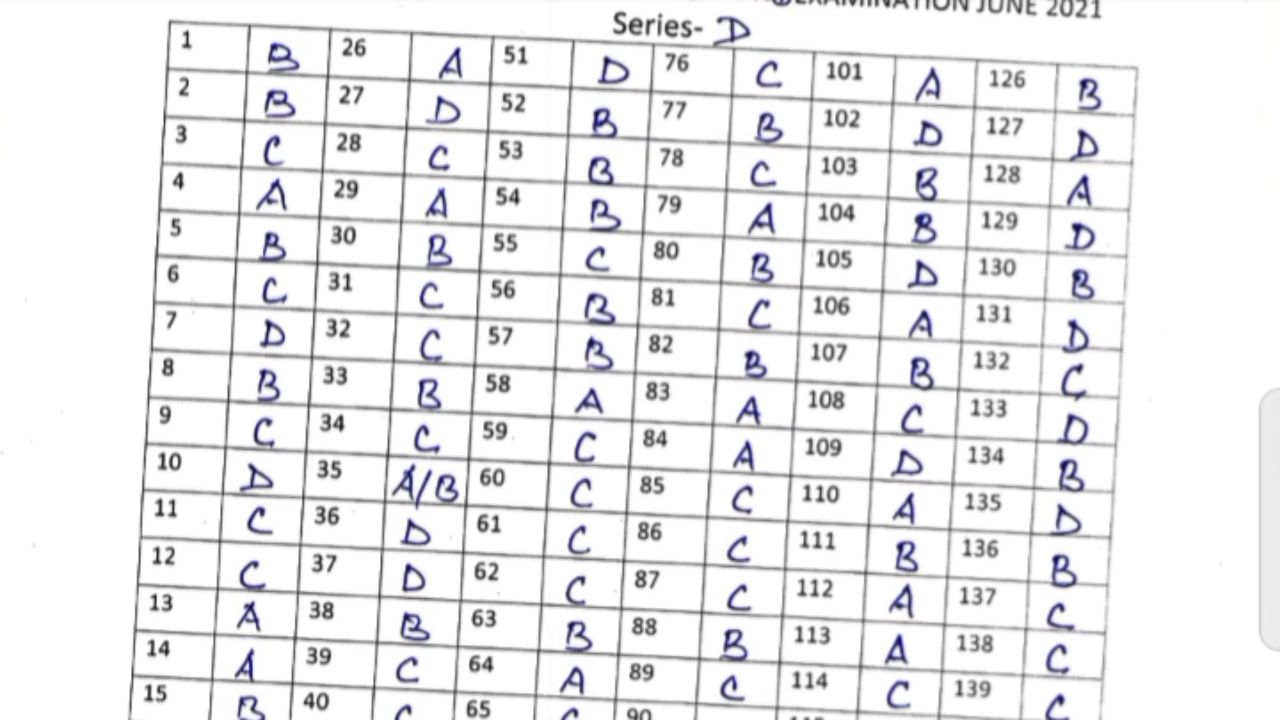 EXAMINATION JUNE 2021
Series- D
1 B 26 A 51 D 76 C 101 A 126 B
2 B 27 D 52 B 77 B 102 D 127 D
3 C 28 C 53 B 78 C 103 B 128 A
4 A 29 A 54 B 79 A 104 B 129 D
5 B 30 B 55 C 80 B 105 D 130 B
6 C 31 C 56 B 81 C 106 A 131 D
7 D 32 C 57 B 82 B 107 B 132 C
8 B 33 B 58 A 83 A 108 C 133 D
9 C 34 C 59 C 84 A 109 D 134 B
10 D 35 A/B 60 C 85 C 110 A 135 D
11 C 36 D 61 C 86 C 111 B 136 B
12 C 37 D 62 C 87 C 112 A 137 C
13 A 38 B 63 B 88 B 113 A 138 C
14 A 39 C 64 A 89 C 114 C 139 C
15 B 40 C 65 C 90